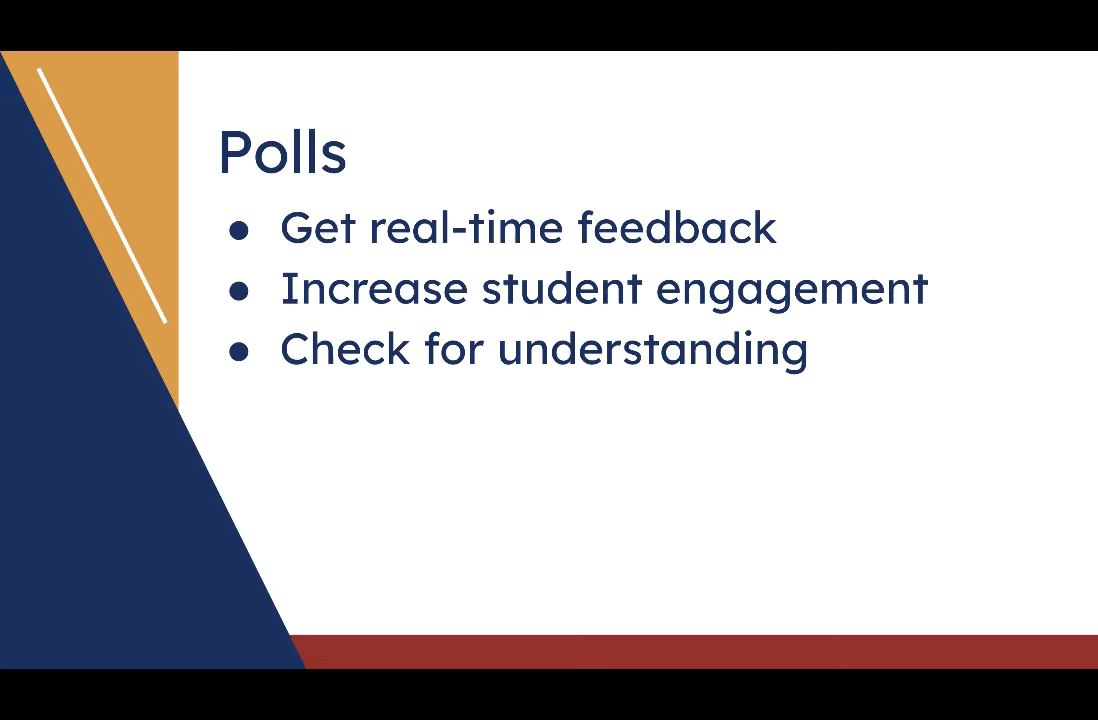 Polls
● Get real-time feedback
● Increase student engagement
● Check for understanding